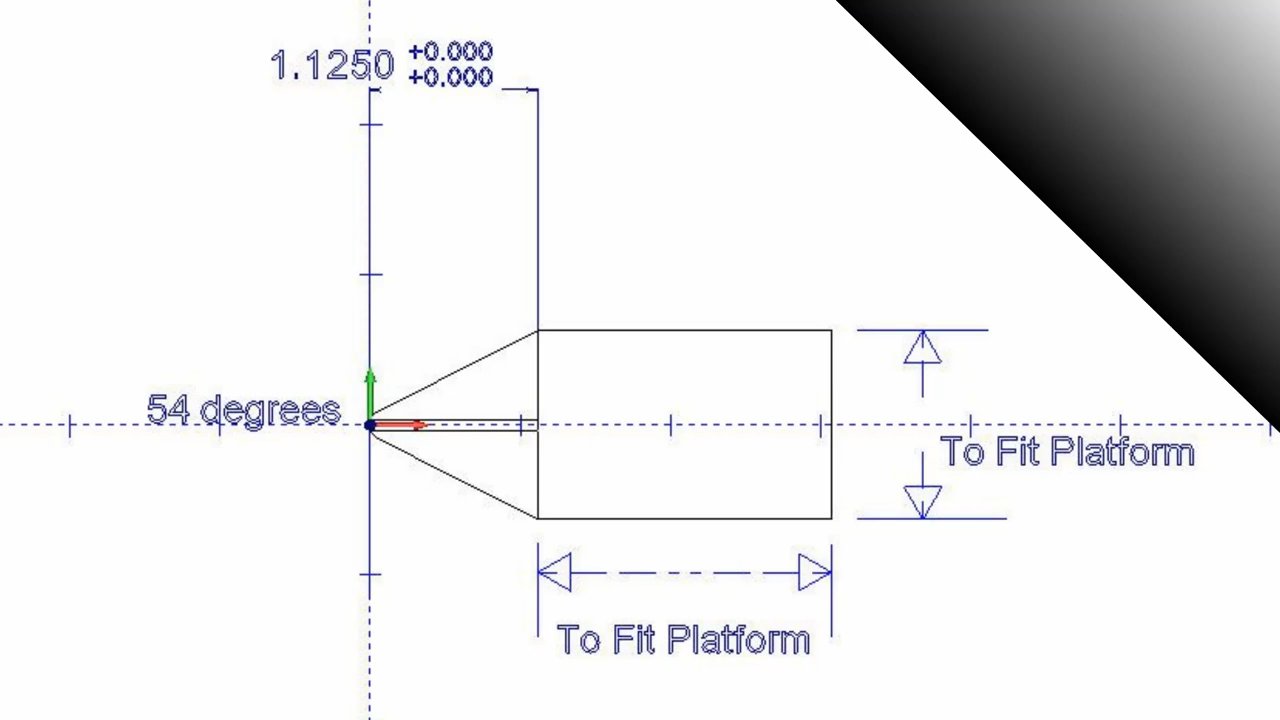 1.1250 +0.000
+0.000
54 degrees
To Fit Platform
To Fit Platform